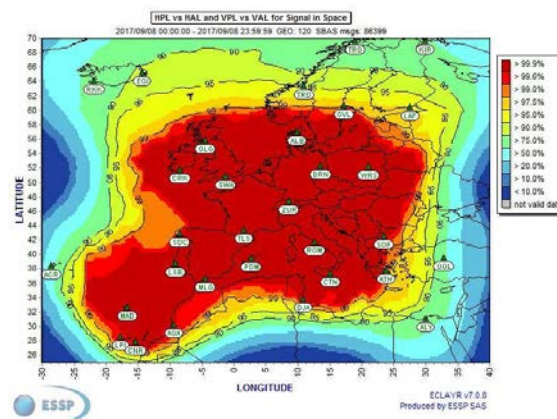 HPL vs HAL and VPL vs VAL for Signal in Space
2017/09/08 00:00:00 - 2017/09/08 23:59:59 GEO: 120 SBAS msgs: 86399
> 99.9%
> 99.6%
> 99.0%
> 97.5%
> 95.0%
> 90.0%
> 75.0%
> 50.0%
> 20.0%
> 10.0%
< 10.0%
not valid data
LATITUDE
70
68
66
64
62
60
58
56
54
52
50
48
46
44
42
40
38
36
34
32
30
28
26
TRO
KIR
RKK
EGI
TRD
GVL
LAP
GLG
ALB
CRK
SWA
BRN
WRS
ZUR
SDC
TLS
SOF
ROM
PDM
ACR
LSB
MLG
CTN
ATH
GOL
MAD
DJA
ALY
LPI
CNR
AGA
-30
-25
-20
-15
-10
-5
0
5
10
15
20
25
30
35
40
LONGITUDE
ESSP
ECLAYR v7.0.8
Produced by ESSP SAS